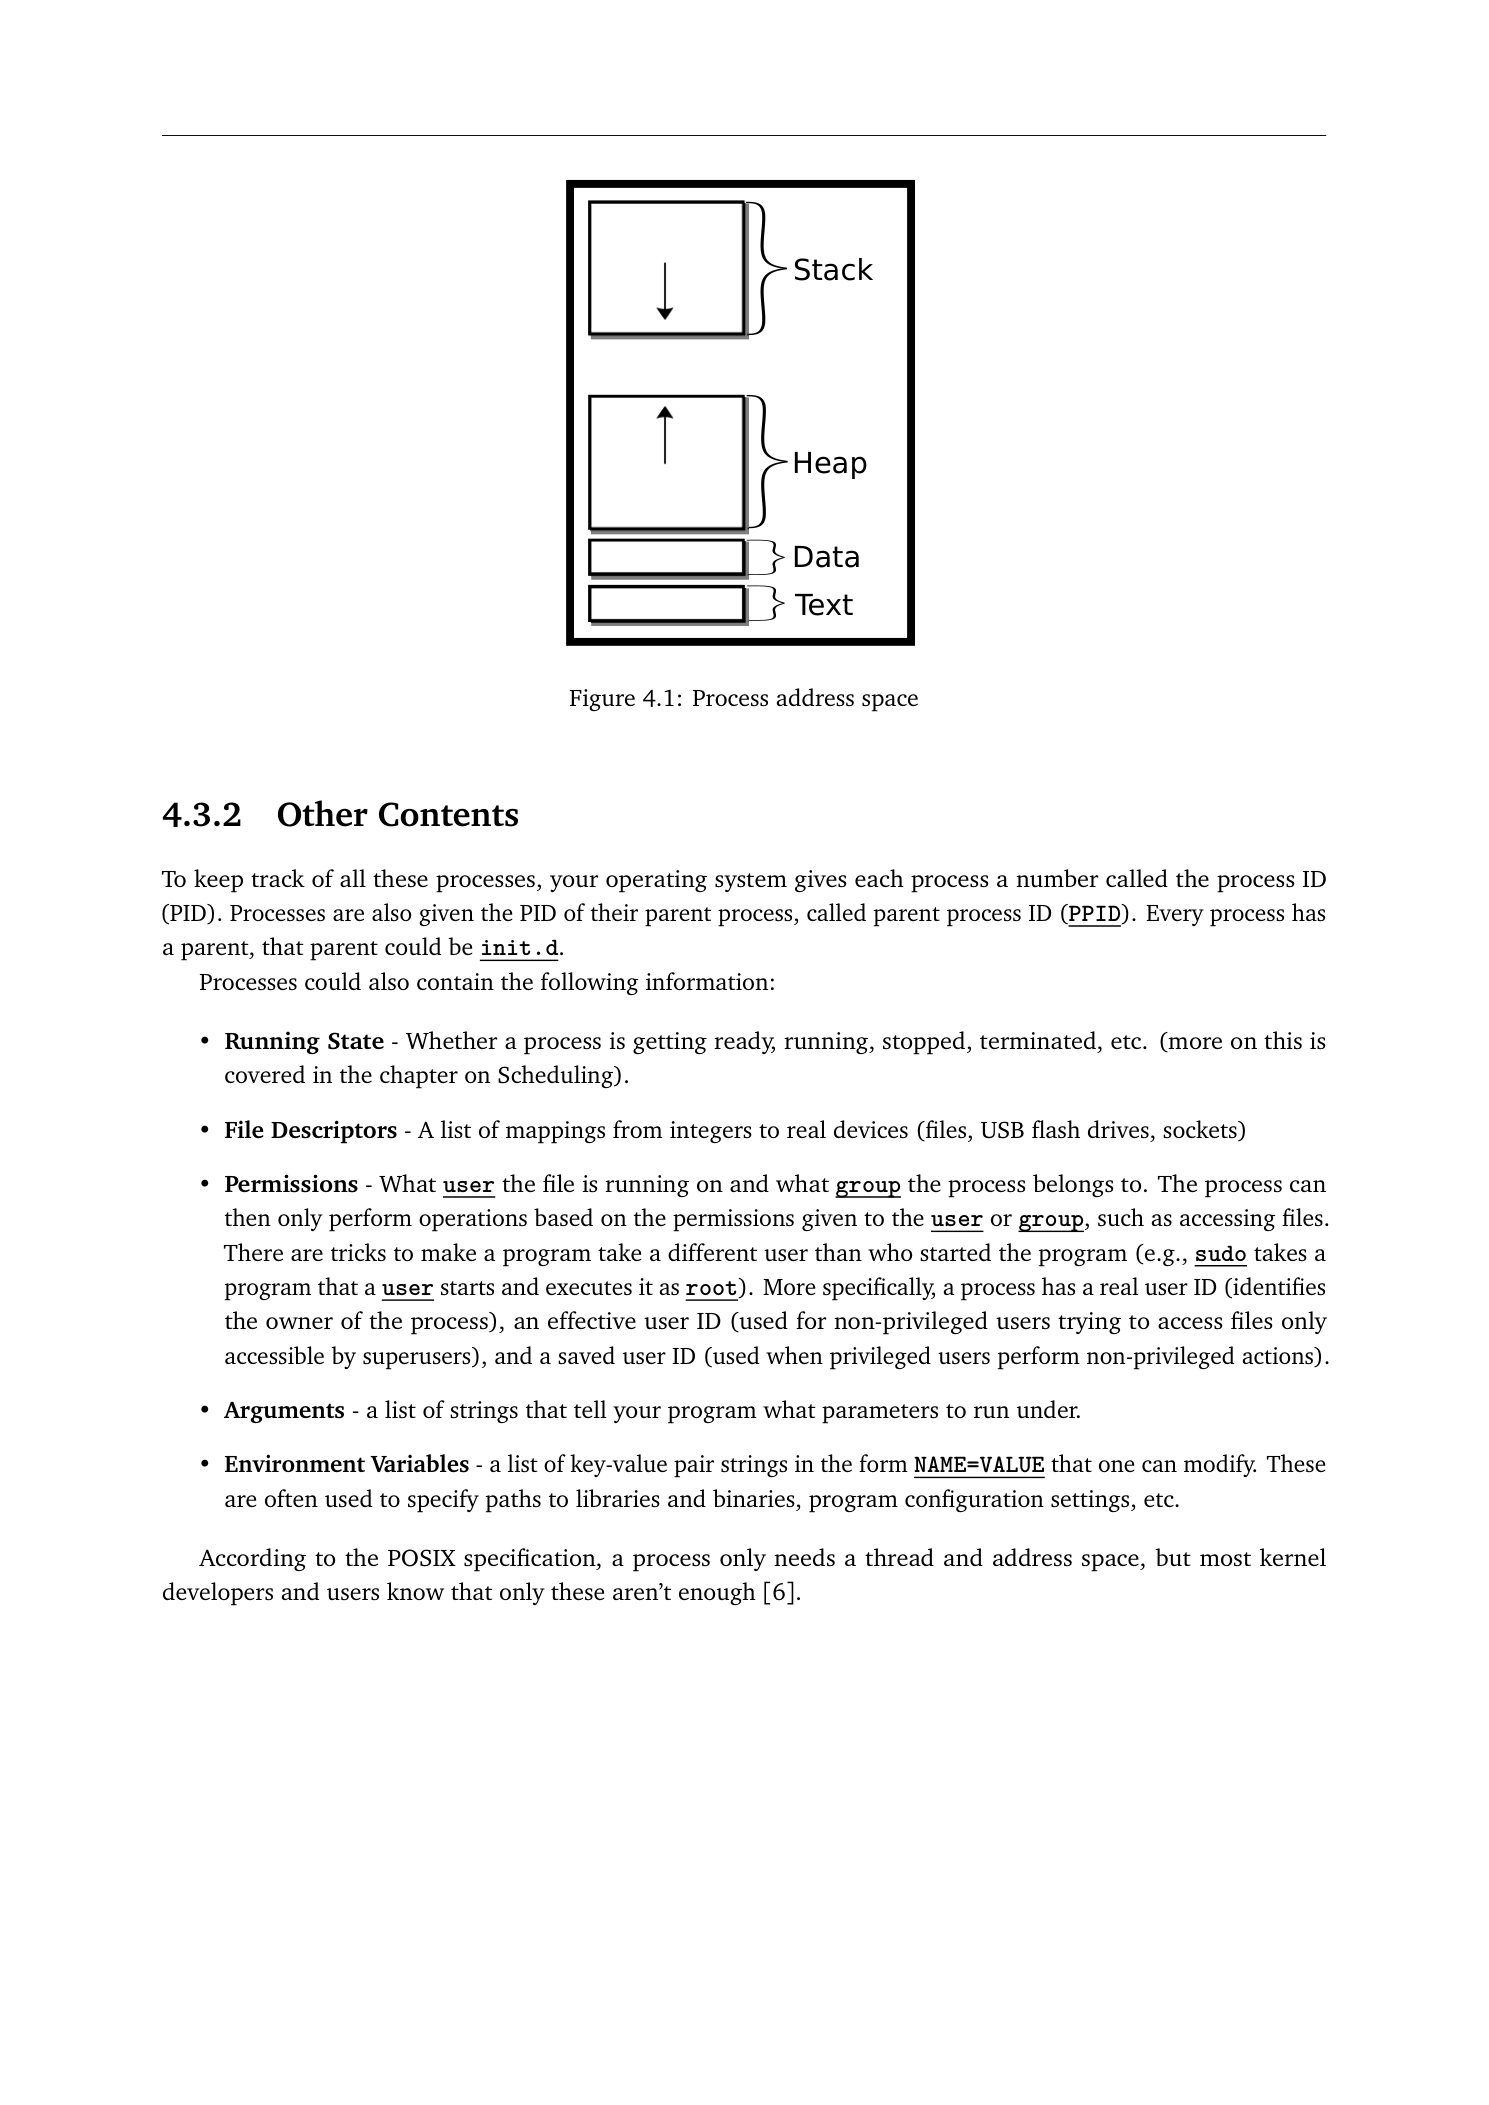 Stack
Heap
Data
Text
Figure 4.1: Process address space
4.3.2 Other Contents
To keep track of all these processes, your operating system gives each process a number called the process ID
(PID). Processes are also given the PID of their parent process, called parent process ID (PPID). Every process has
a parent, that parent could be init.d.
Processes could also contain the following information:
• Running State - Whether a process is getting ready, running, stopped, terminated, etc. (more on this is
covered in the chapter on Scheduling).
• File Descriptors - A list of mappings from integers to real devices (files, USB flash drives, sockets)
• Permissions - What user the file is running on and what group the process belongs to. The process can
then only perform operations based on the permissions given to the user or group, such as accessing files.
There are tricks to make a program take a different user than who started the program (e.g., sudo takes a
program that a user starts and executes it as root). More specifically, a process has a real user ID (identifies
the owner of the process), an effective user ID (used for non-privileged users trying to access files only
accessible by superusers), and a saved user ID (used when privileged users perform non-privileged actions).
• Arguments - a list of strings that tell your program what parameters to run under.
• Environment Variables - a list of key-value pair strings in the form NAME=VALUE that one can modify. These
are often used to specify paths to libraries and binaries, program configuration settings, etc.
According to the POSIX specification, a process only needs a thread and address space, but most kernel
developers and users know that only these aren’t enough [6].